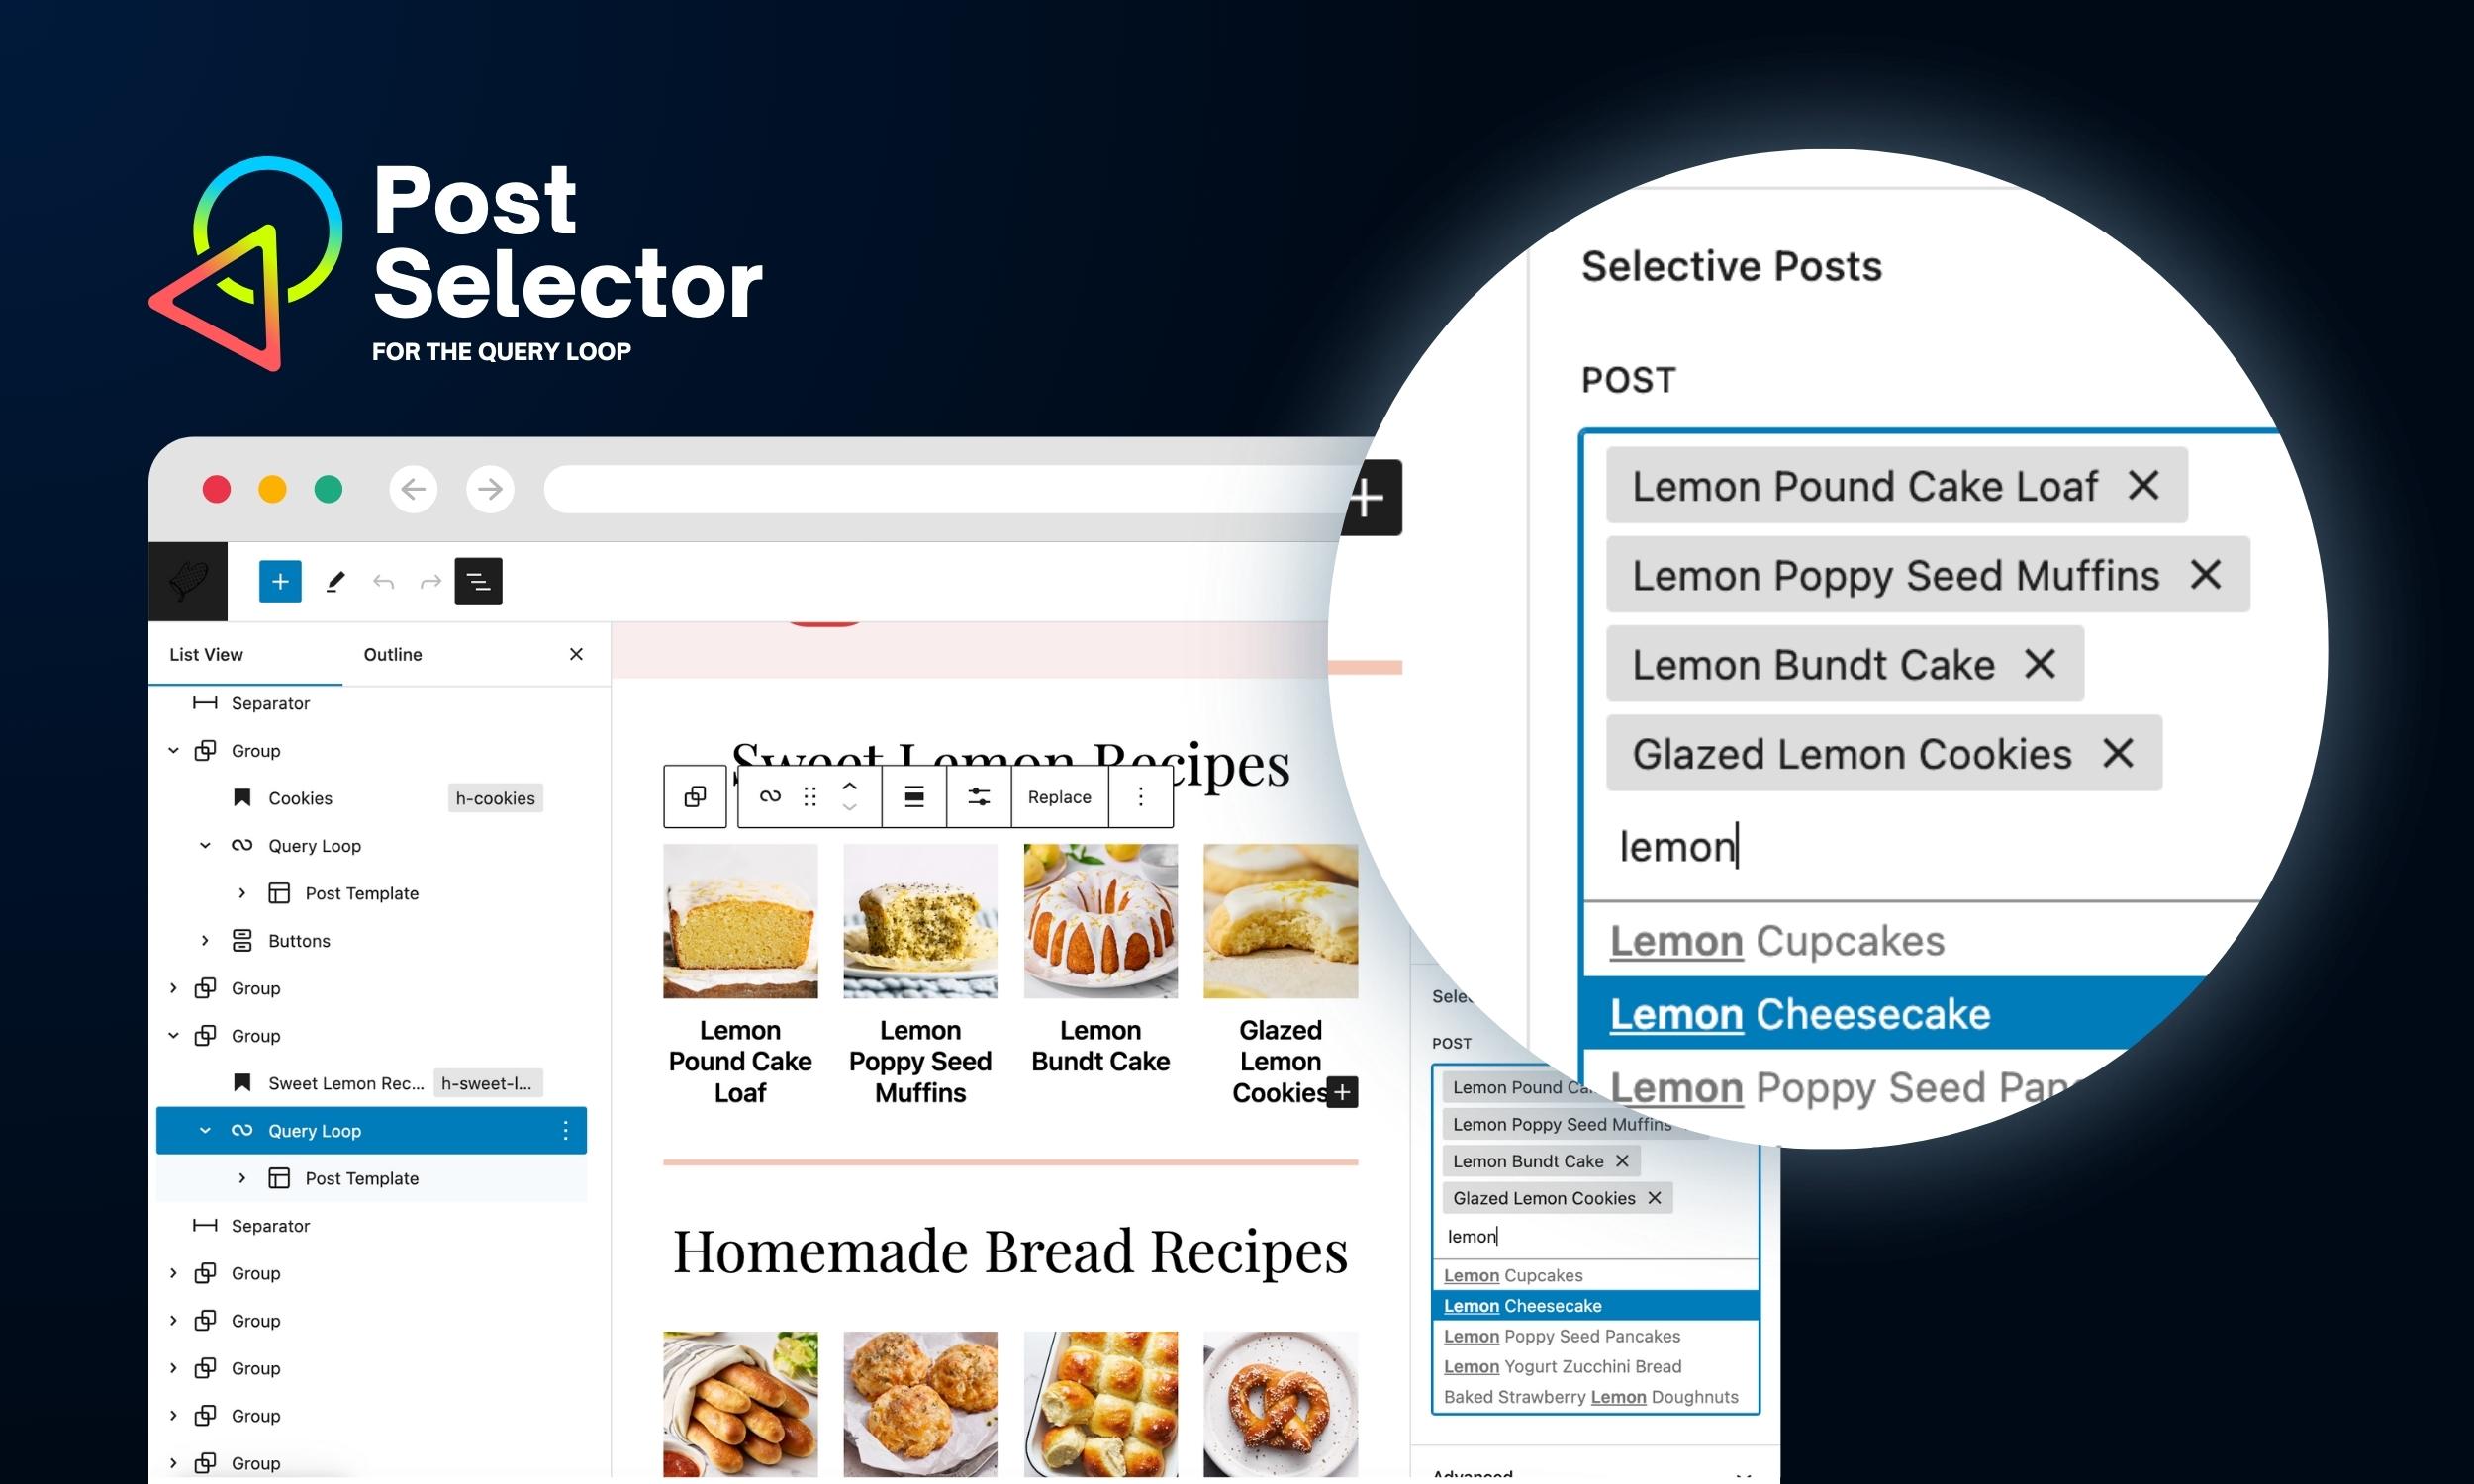 Post
Selector
FOR THE QUERY LOOP
List View
Outline
Separator
Group
Cookies
h-cookies
Query Loop
Post Template
Buttons
Group
Group
Sweet Lemon Rec...
h-sweet-l...
Query Loop
Post Template
Separator
Group
Group
Group
Group
Group
Sweet Lemon Recipes
Replace
Lemon
Pound Cake
Loaf
Lemon
Poppy Seed
Muffins
Lemon
Bundt Cake
Glazed
Lemon
Cookies
Homemade Bread Recipes
Selective Posts
POST
Lemon Pound Cake Loaf
Lemon Poppy Seed Muffins
Lemon Bundt Cake
Glazed Lemon Cookies
lemon
Lemon Cupcakes
Lemon Cheesecake
Lemon Poppy Seed Pan
POST
Lemon Pound Ca
Lemon Poppy Seed Muffins
Lemon Bundt Cake
Glazed Lemon Cookies
lemon
Lemon Cupcakes
Lemon Cheesecake
Lemon Poppy Seed Pancakes
Lemon Yogurt Zucchini Bread
Baked Strawberry Lemon Doughnuts
Advanced